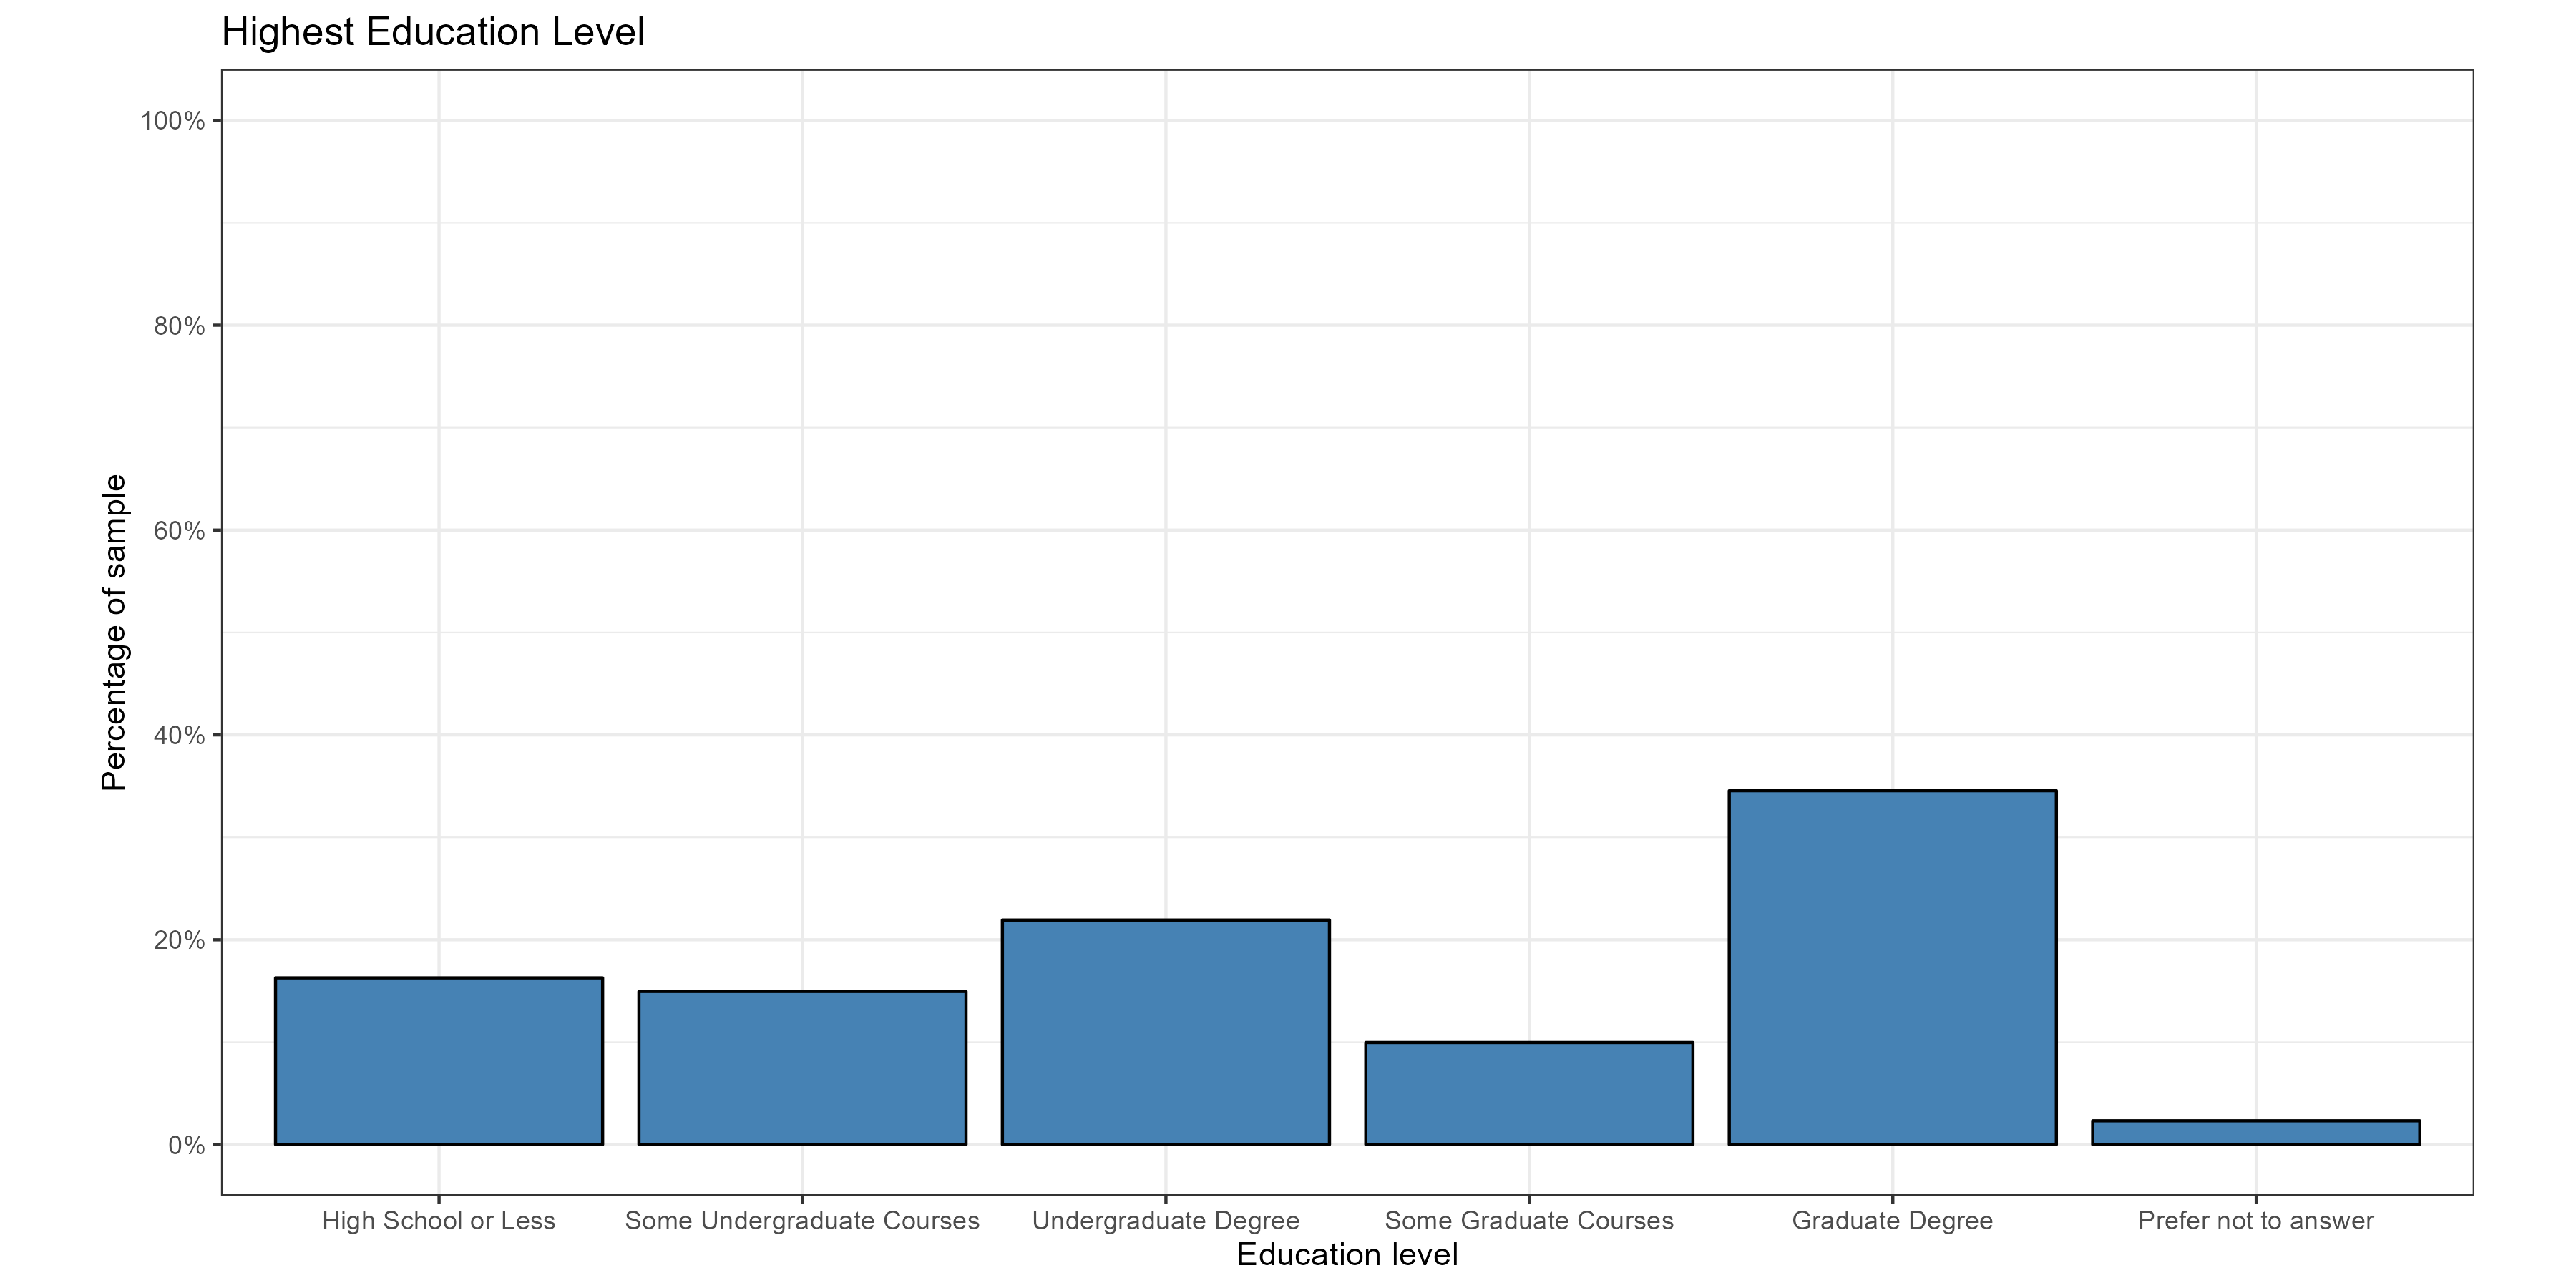 Highest Education Level
100%
80%
60%
40%
20%
0%
Percentage of sample
High School or Less
Some Undergraduate Courses
Undergraduate Degree
Some Graduate Courses
Graduate Degree
Prefer not to answer
Education level